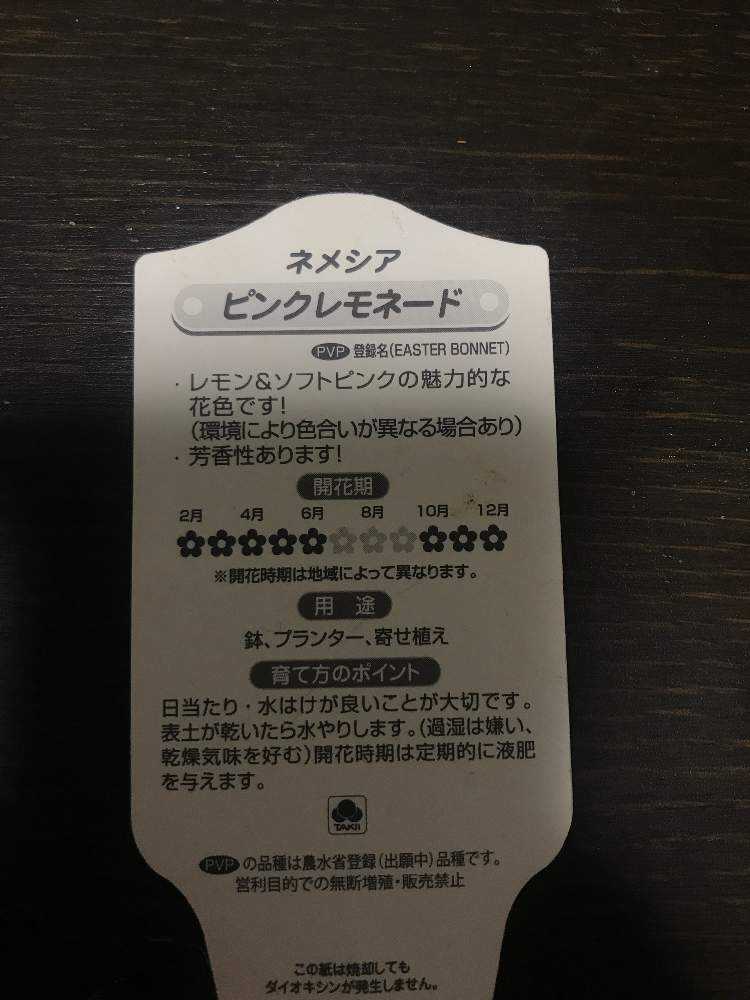 ネメシア
ピンクレモネード
PVP 登録名(EASTER BONNET)
・レモン&ソフトピンクの魅力的な
花色です!
(環境により色合いが異なる場合あり)
・芳香性あります!
開花期
2月 4月 6月 8月 10月 12月
※開花時期は地域によって異なります。
用 途
鉢、プランター、寄せ植え
育て方のポイント
日当たり・水はけが良いことが大切です。
表土が乾いたら水やりします。(過湿は嫌い、
乾燥気味を好む)開花時期は定期的に液肥
を与えます。
TAKII
PVP の品種は農水省登録(出願中)品種です。
営利目的での無断増殖・販売禁止
この紙は焼却しても
ダイオキシンが発生しません。